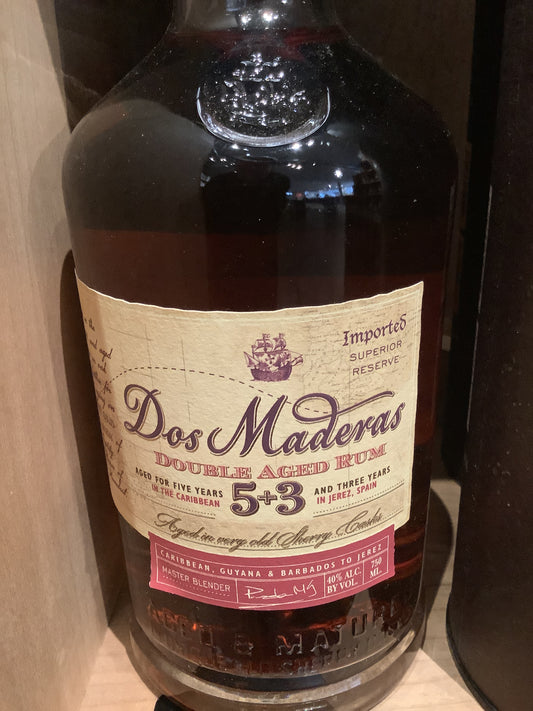 Imported
SUPERIOR
RESERVE
Dos Maderas
DOUBLE AGED RUM
AGED FOR FIVE YEARS
IN THE CARIBBEAN
5+3
AND THREE YEARS
IN JEREZ, SPAIN
Aged in very old Sherry Casks
CARIBBEAN, GUYANA & BARBADOS TO JEREZ
MASTER BLENDER
40% ALC.
BY VOL.
750
ML.
AGED & MATURED